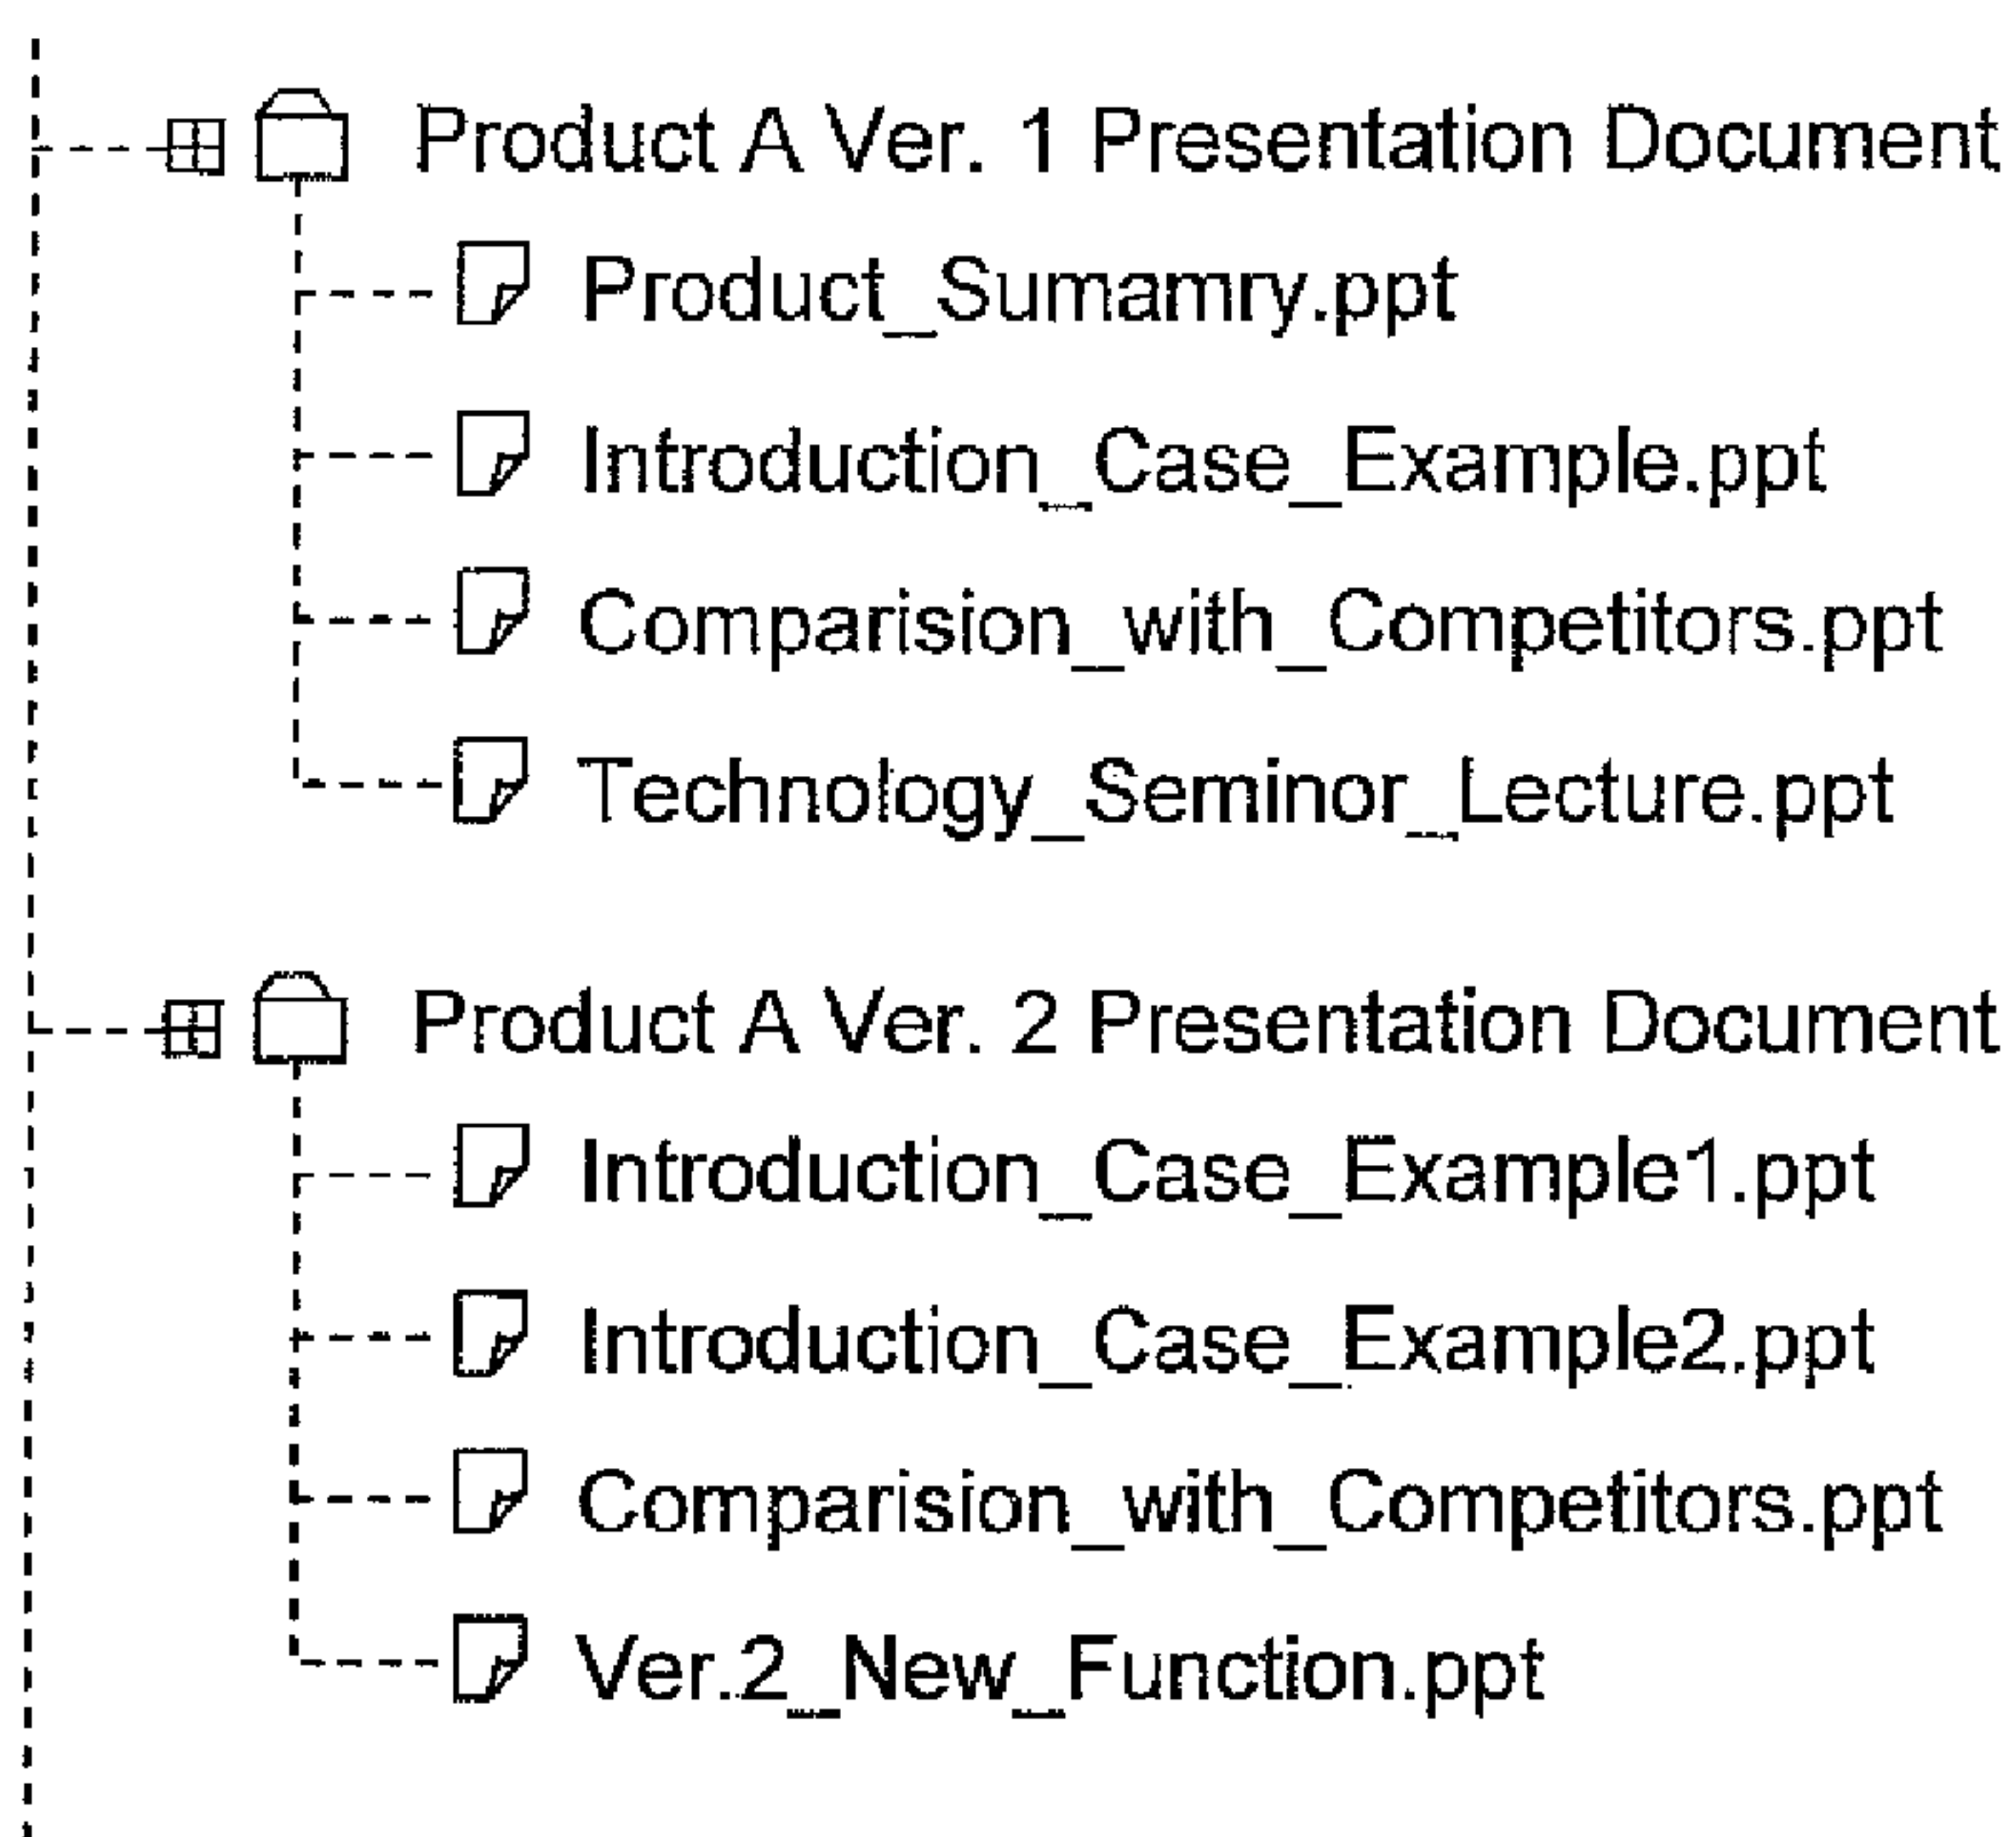 Product A Ver. 1 Presentation Document
Product_Sumamry.ppt
Introduction_Case_Example.ppt
Comparision_with_Competitors.ppt
Technology_Seminor_Lecture.ppt
Product A Ver. 2 Presentation Document
Introduction_Case_Example1.ppt
Introduction_Case_Example2.ppt
Comparision_with_Competitors.ppt
Ver.2_New_Function.ppt